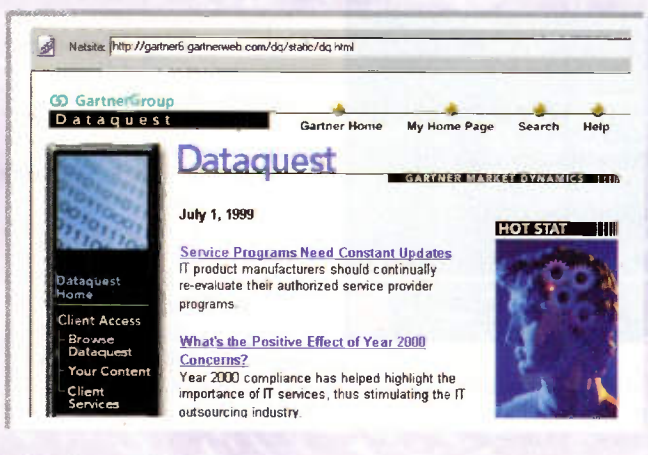 Netsite: http://gartner6.gartnerweb.com/dq/static/dq.html
GartnerGroup
Dataquest
Gartner Home My Home Page Search Help
Dataquest
GARTNER MARKET DYNAMICS
July 1, 1999
HOT STAT
Service Programs Need Constant Updates
IT product manufacturers should continually
re-evaluate their authorized service provider
programs.
What's the Positive Effect of Year 2000
Concerns?
Year 2000 compliance has helped highlight the
importance of IT services, thus stimulating the IT
outsourcing industry.
Dataquest
Home
Client Access
Browse
Dataquest
Your Content
Client
Services